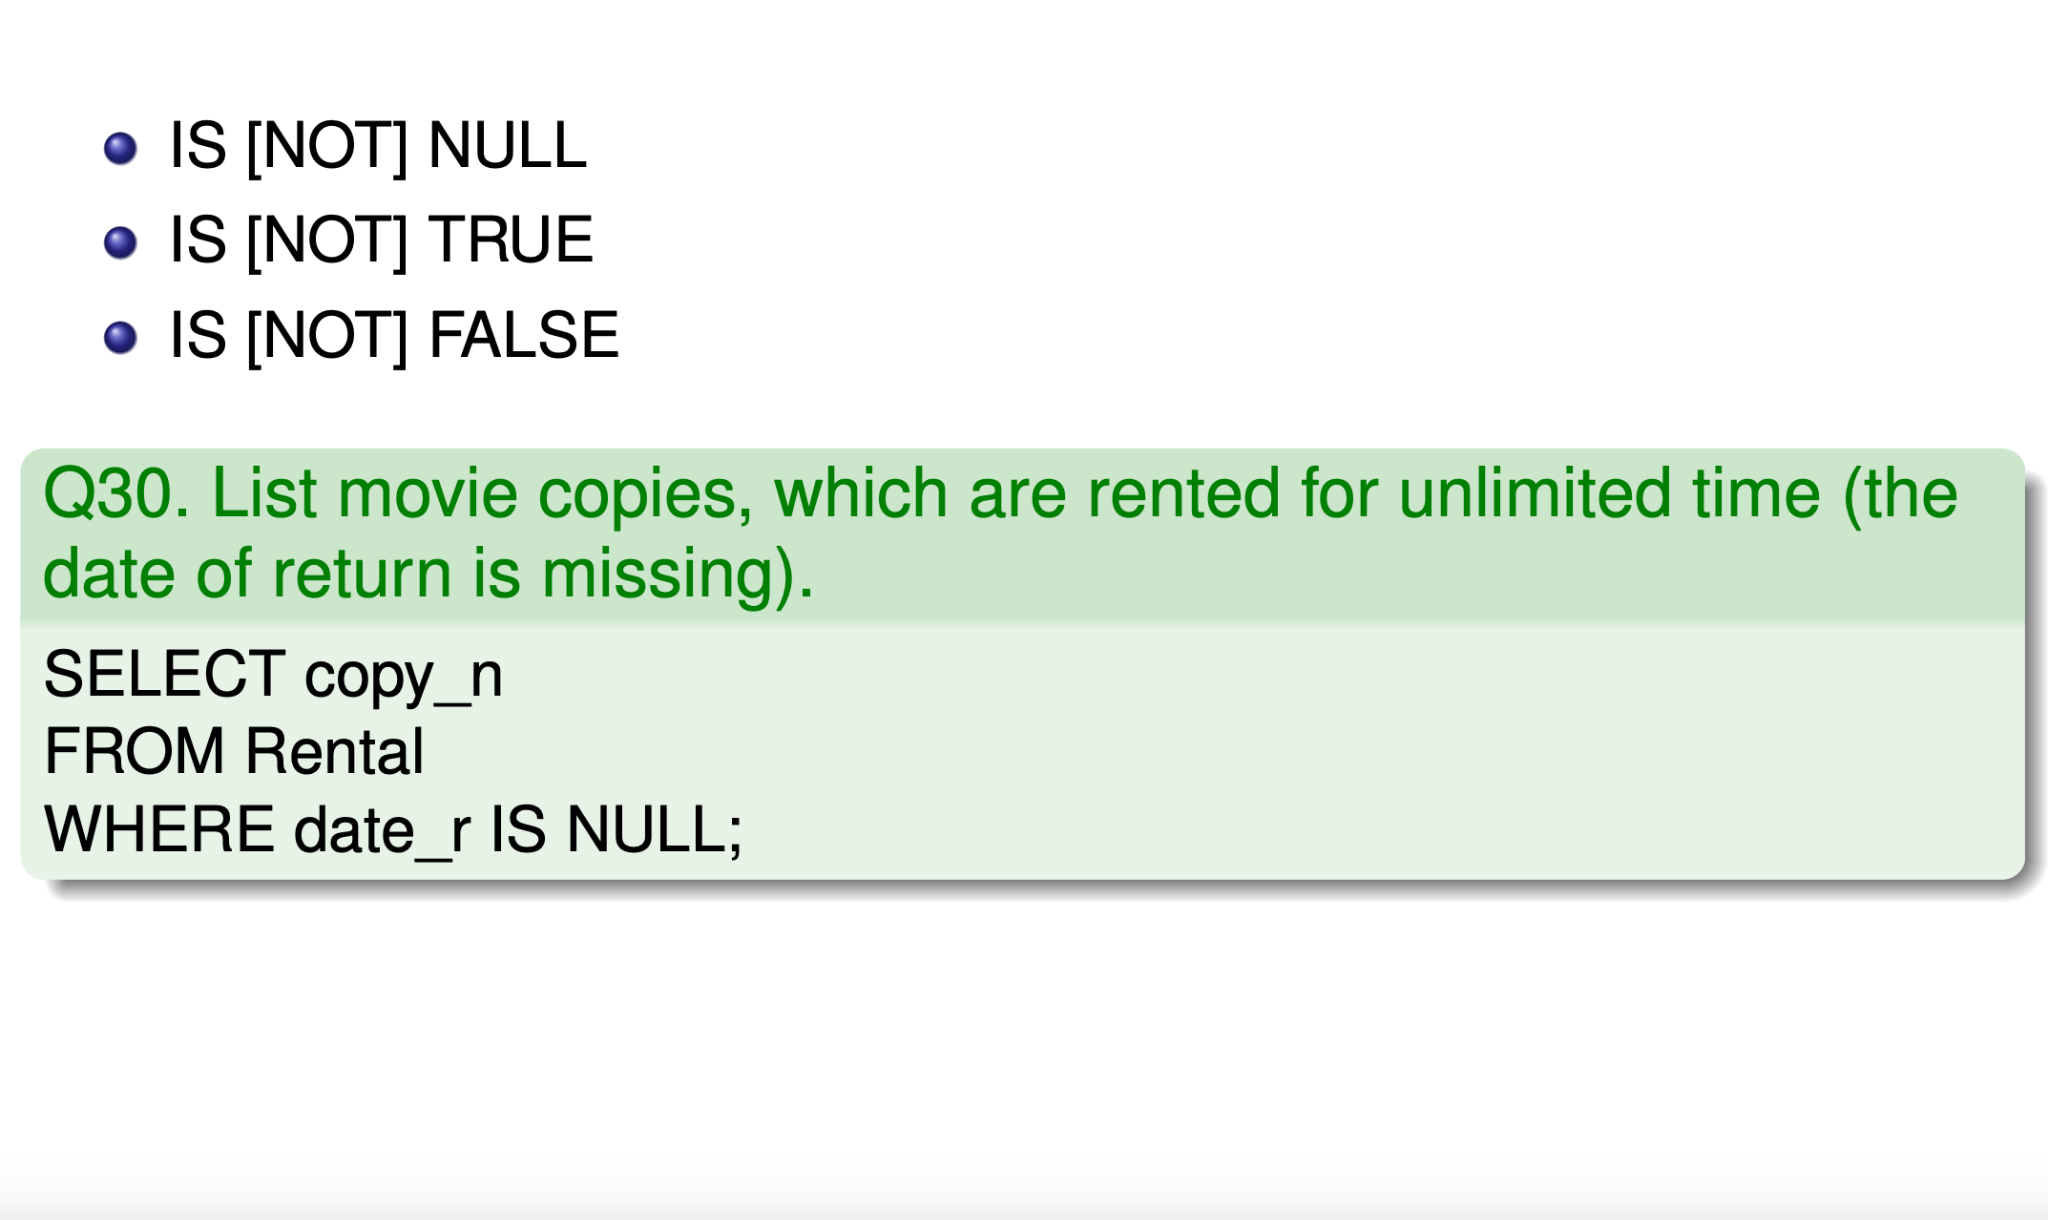 IS [NOT] NULL
IS [NOT] TRUE
IS [NOT] FALSE
Q30. List movie copies, which are rented for unlimited time (the
date of return is missing).
SELECT copy_n
FROM Rental
WHERE date_r IS NULL;